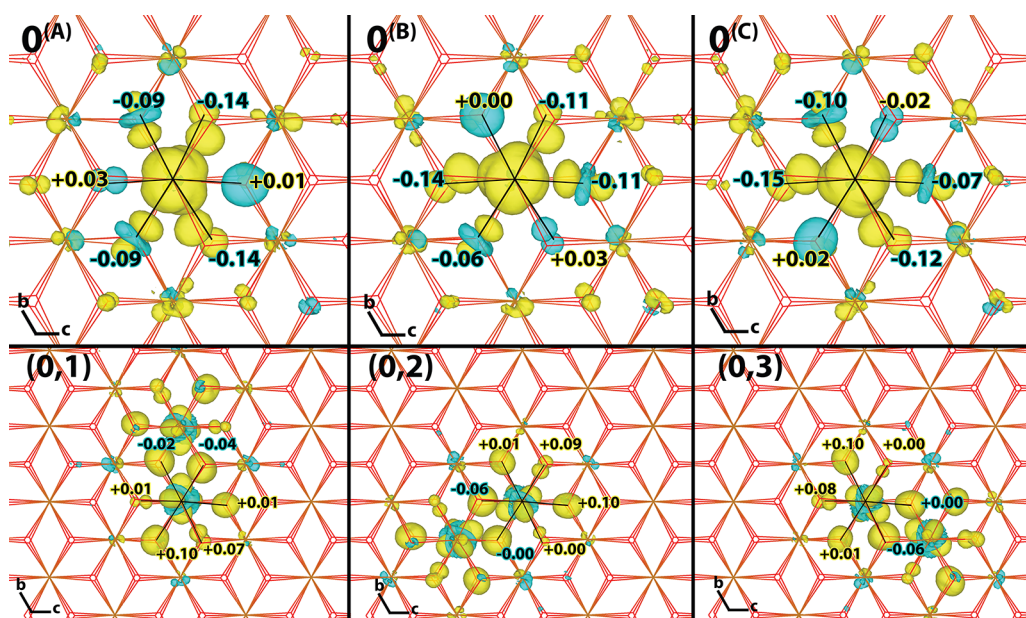 0(A)
-0.09 -0.14
+0.03 +0.01
-0.09 -0.14
b c
0(B)
+0.00 -0.11
-0.14 -0.11
-0.06 +0.03
b c
0(C)
-0.10 -0.02
-0.15 -0.07
+0.02 -0.12
b c
(0,1)
-0.02 -0.04
+0.01 +0.01
+0.10 +0.07
b c
(0,2)
+0.01 +0.09
-0.06 +0.10
-0.00 +0.00
b c
(0,3)
+0.10 +0.00
+0.08 +0.00
+0.01 -0.06
b c